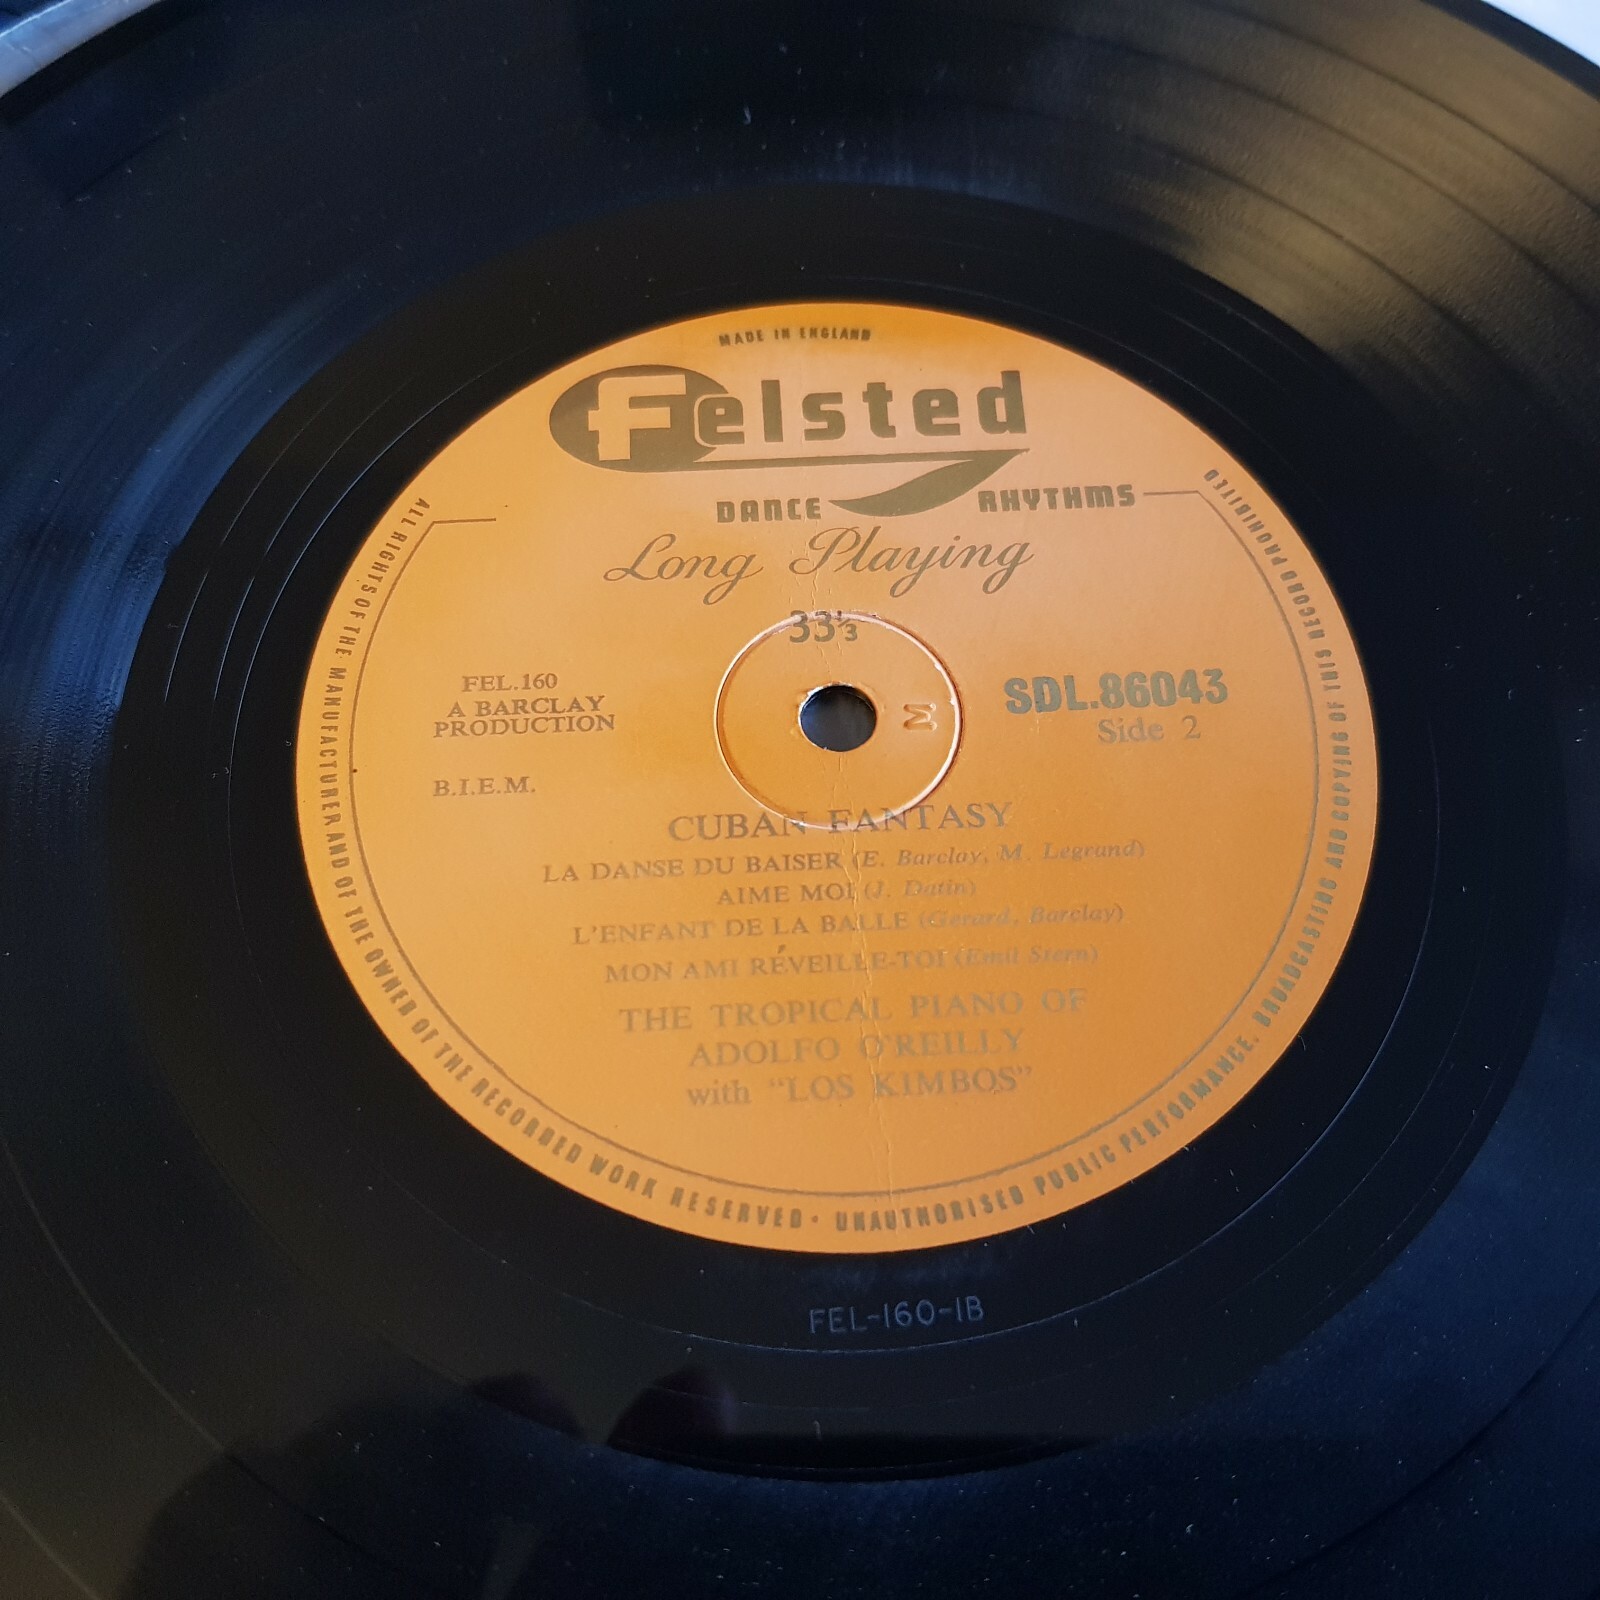 MADE IN ENGLAND
Felsted
DANCE RHYTHMS
Long Playing
33⅓
FEL.160
A BARCLAY
PRODUCTION
B.I.E.M.
M
SDL.86043
Side 2
CUBAN FANTASY
LA DANSE DU BAISER (E. Barclay, M. Legrand)
AIME MOI (J. Datin)
L'ENFANT DE LA BALLE (Gerard, Barclay)
MON AMI RÉVEILLE-TOI (Emil Stern)
THE TROPICAL PIANO OF
ADOLFO O'REILLY
with "LOS KIMBOS"
ALL RIGHTS OF THE MANUFACTURER AND OF THE OWNER OF THE RECORDED WORK RESERVED · UNAUTHORISED PUBLIC PERFORMANCE, BROADCASTING AND COPYING OF THIS RECORD PROHIBITED
FEL-160-1B